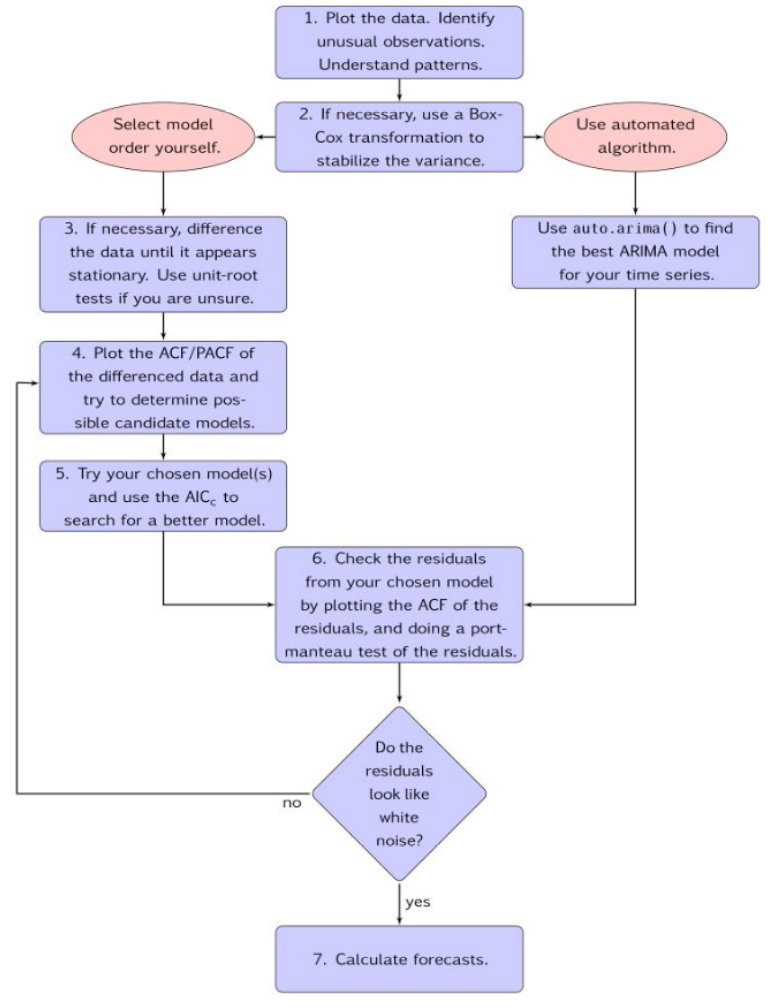 1. Plot the data. Identify
unusual observations.
Understand patterns.
Select model
order yourself.
2. If necessary, use a Box-
Cox transformation to
stabilize the variance.
Use automated
algorithm.
3. If necessary, difference
the data until it appears
stationary. Use unit-root
tests if you are unsure.
Use auto.arima() to find
the best ARIMA model
for your time series.
4. Plot the ACF/PACF of
the differenced data and
try to determine pos-
sible candidate models.
5. Try your chosen model(s)
and use the AICc to
search for a better model.
6. Check the residuals
from your chosen model
by plotting the ACF of the
residuals, and doing a port-
manteau test of the residuals.
Do the
residuals
look like
white
noise?
no
yes
7. Calculate forecasts.